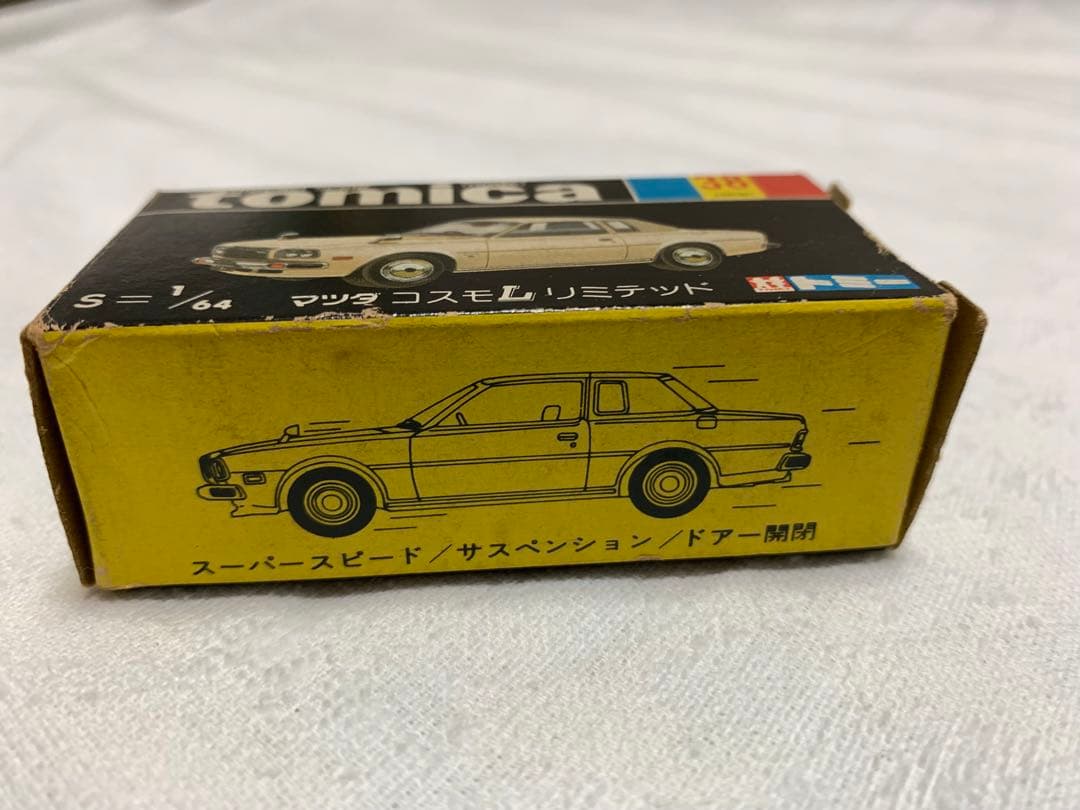 tomica
38
S=1/64 マツダ コスモL リミテッド
トミー
スーパースピード/サスペンション/ドアー開閉